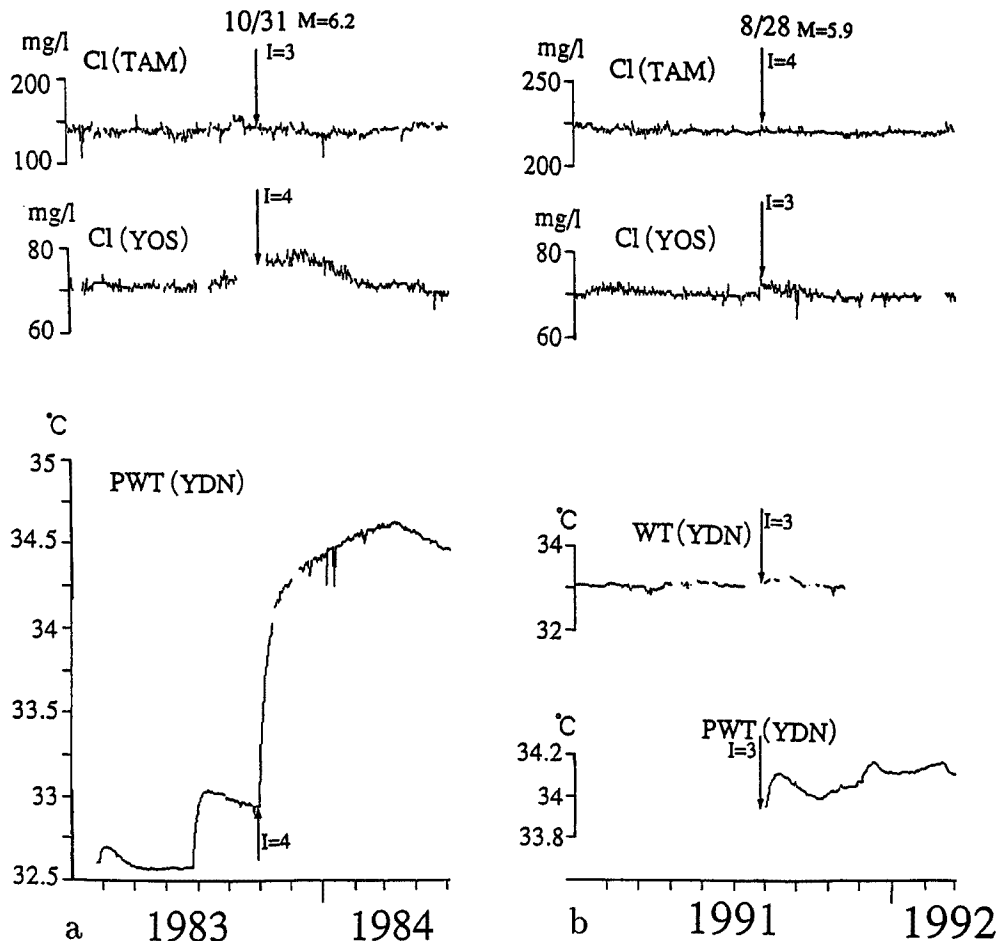 10/31 M=6.2
mg/l
Cl (TAM)
I=3
200
100
mg/l
Cl (YOS)
I=4
80
60
°C
PWT (YDN)
35
34.5
34
33.5
33
32.5
I=4
a
1983
1984
8/28 M=5.9
mg/l
Cl (TAM)
I=4
250
200
mg/l
Cl (YOS)
I=3
80
60
°C
WT (YDN)
I=3
34
32
°C
PWT (YDN)
I=3
34.2
34
33.8
b
1991
1992